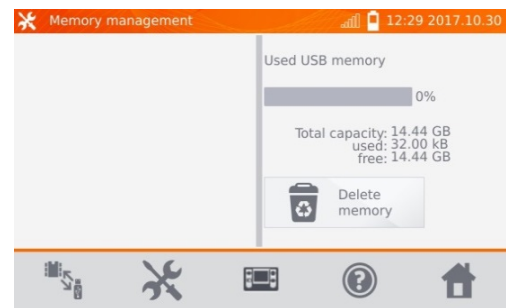 Memory management
12:29 2017.10.30
Used USB memory
0%
Total capacity: 14.44 GB
used: 32.00 kB
free: 14.44 GB
Delete
memory
?